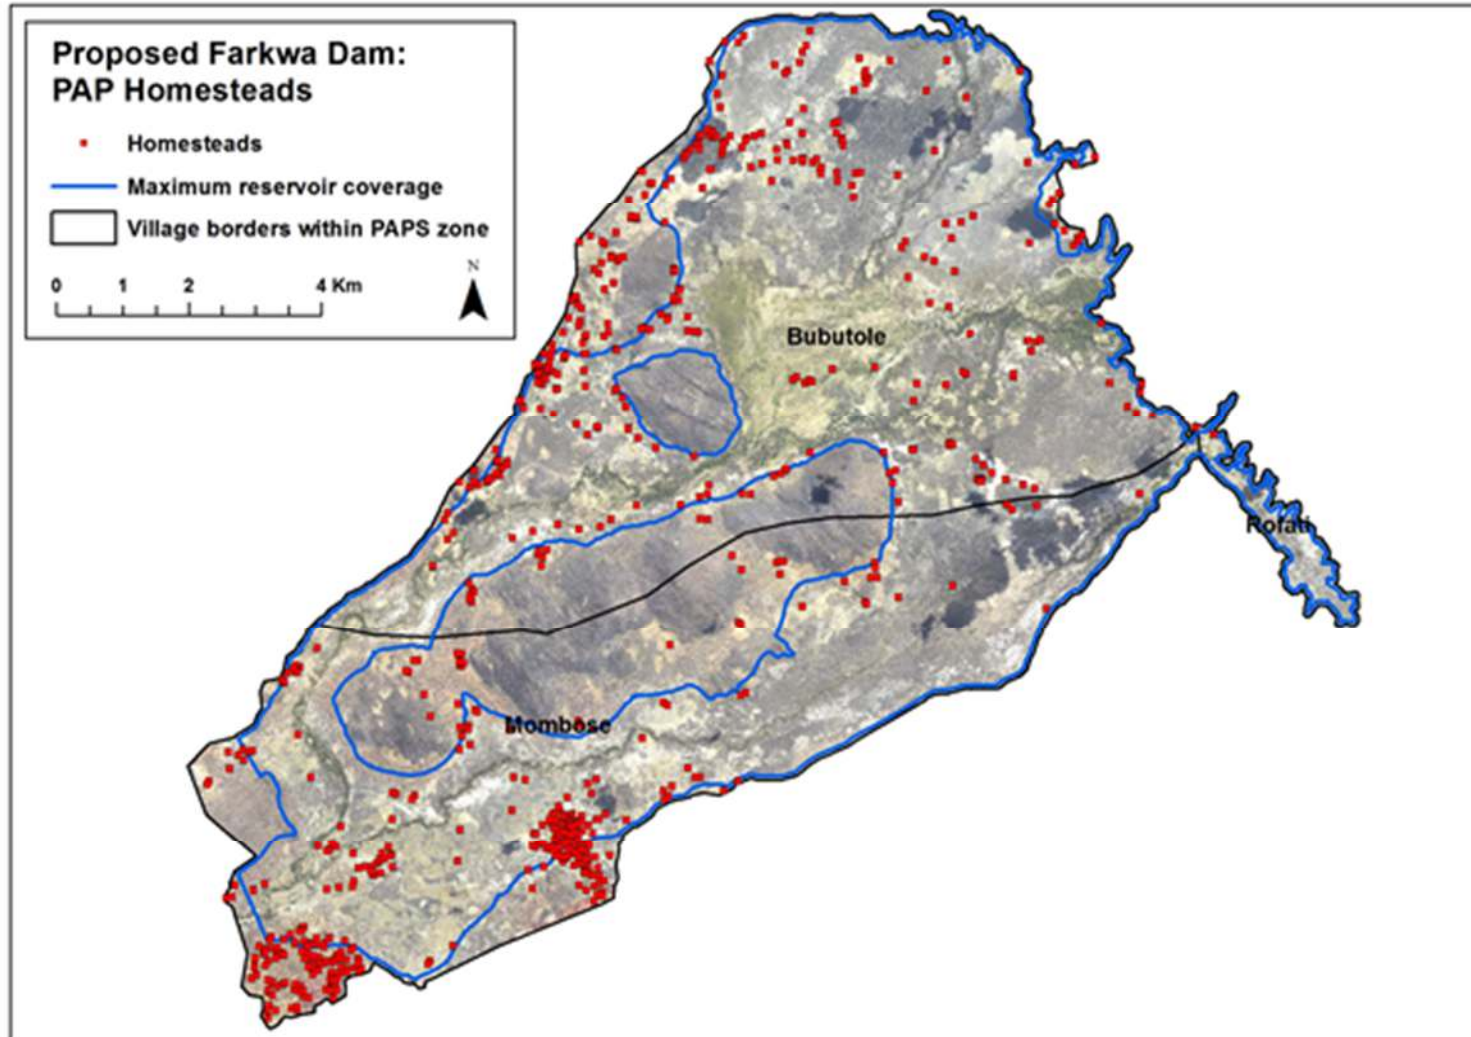 Proposed Farkwa Dam:
PAP Homesteads
Homesteads
Maximum reservoir coverage
Village borders within PAPS zone
N
0 1 2 4 Km
Bubutole
Rofati
Mombose